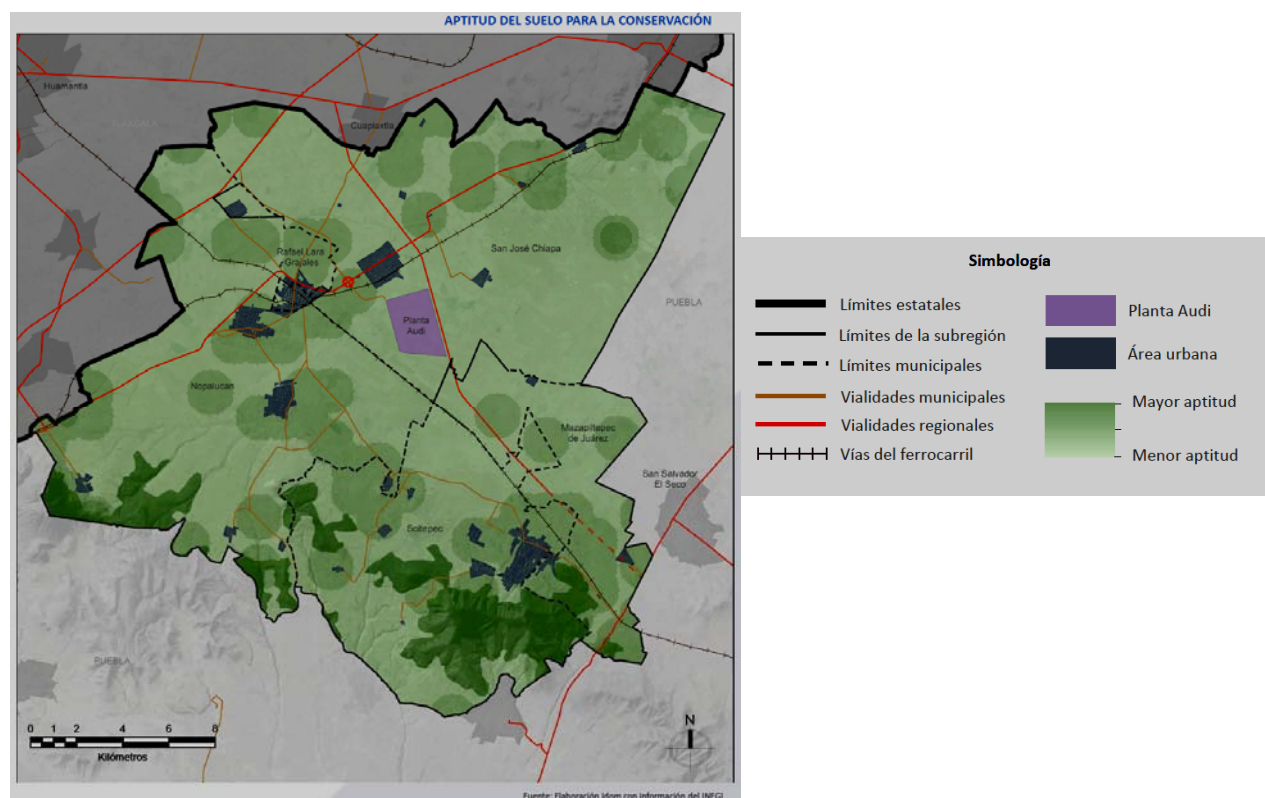 APTITUD DEL SUELO PARA LA CONSERVACIÓN
Huamantla
TLAXCALA
Cuapiaxtla
Rafael Lara
Grajales
San José Chiapa
PUEBLA
Planta
Audi
Nopalucan
Mazapiltepec
de Juárez
San Salvador
El Seco
Soltepec
PUEBLA
0 1 2 4 6 8
Kilómetros
N
Fuente: Elaboración Idom con información del INEGI
Simbología
Límites estatales
Límites de la subregión
Límites municipales
Vialidades municipales
Vialidades regionales
Vías del ferrocarril
Planta Audi
Área urbana
Mayor aptitud
Menor aptitud